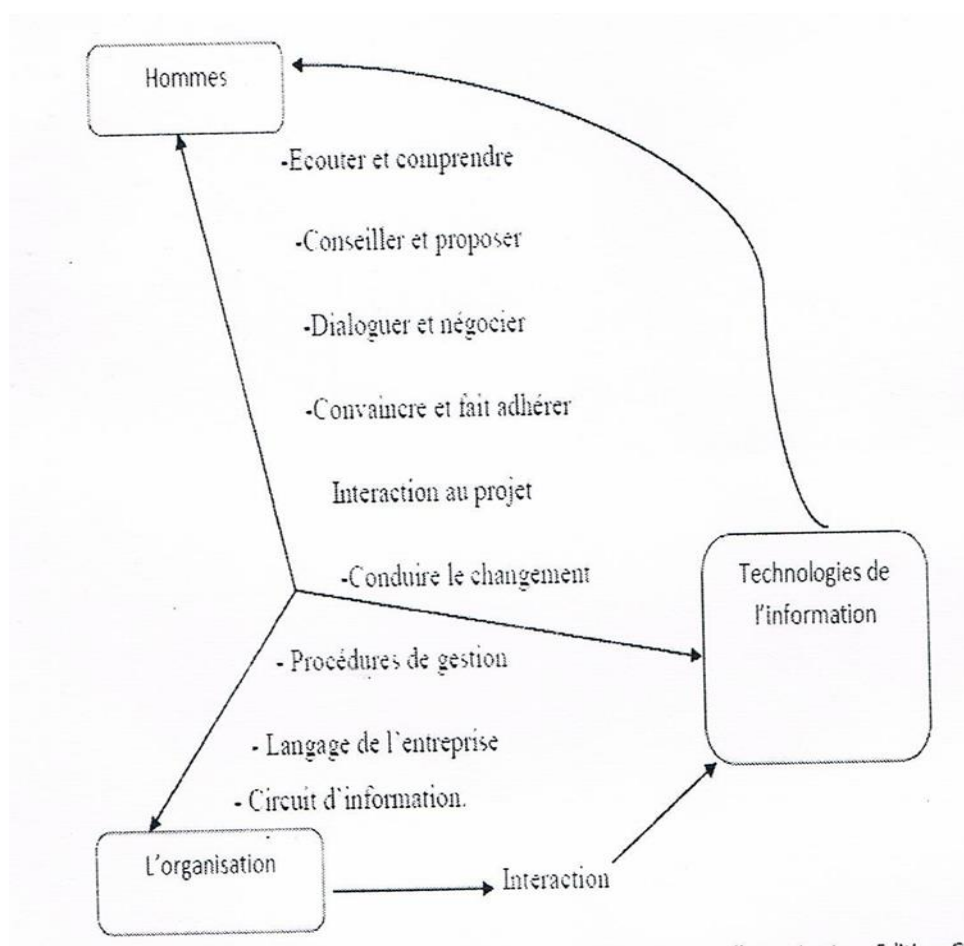 Hommes
-Ecouter et comprendre
-Conseiller et proposer
-Dialoguer et négocier
-Convaincre et fait adhérer
Interaction au projet
-Conduire le changement
Technologies de
l'information
- Procédures de gestion
- Langage de l'entreprise
- Circuit d'information.
L'organisation
Interaction